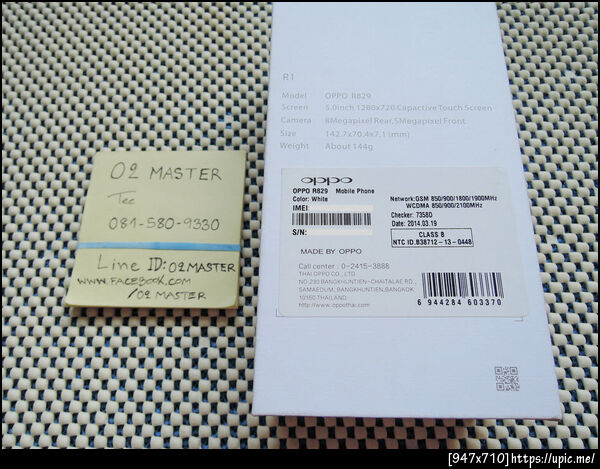 O2 MASTER
Tee
081-580-9330
Line ID: O2MASTER
WWW.FACEBOOK.COM
/O2 MASTER
R1
Model OPPO R829
Screen 5.0inch 1280x720 Capactive Touch Screen
Camera 8Megapixel Rear,5Megapixel Front
Size 142.7x70.4x7.1 (mm)
Weight About 144g
oppo
OPPO R829 Mobile Phone
Color: White
IMEI:
S/N:
Network:GSM 850/900/1800/1900MHz
WCDMA 850/900/2100MHz
Checker: 73580
Date: 2014.03.19
CLASS B
NTC ID.B38712-13-0448
MADE BY OPPO
Call center : 0-2415-3888
THAI OPPO CO., LTD
NO.230 BANGKHUNTIEN-CHAITALAE RD.,
SAMAEDUM, BANGKHUNTIEN,BANGKOK
10150 THAILAND
http://www.oppothai.com
6 944284 603370
[947x710]https://upic.me/